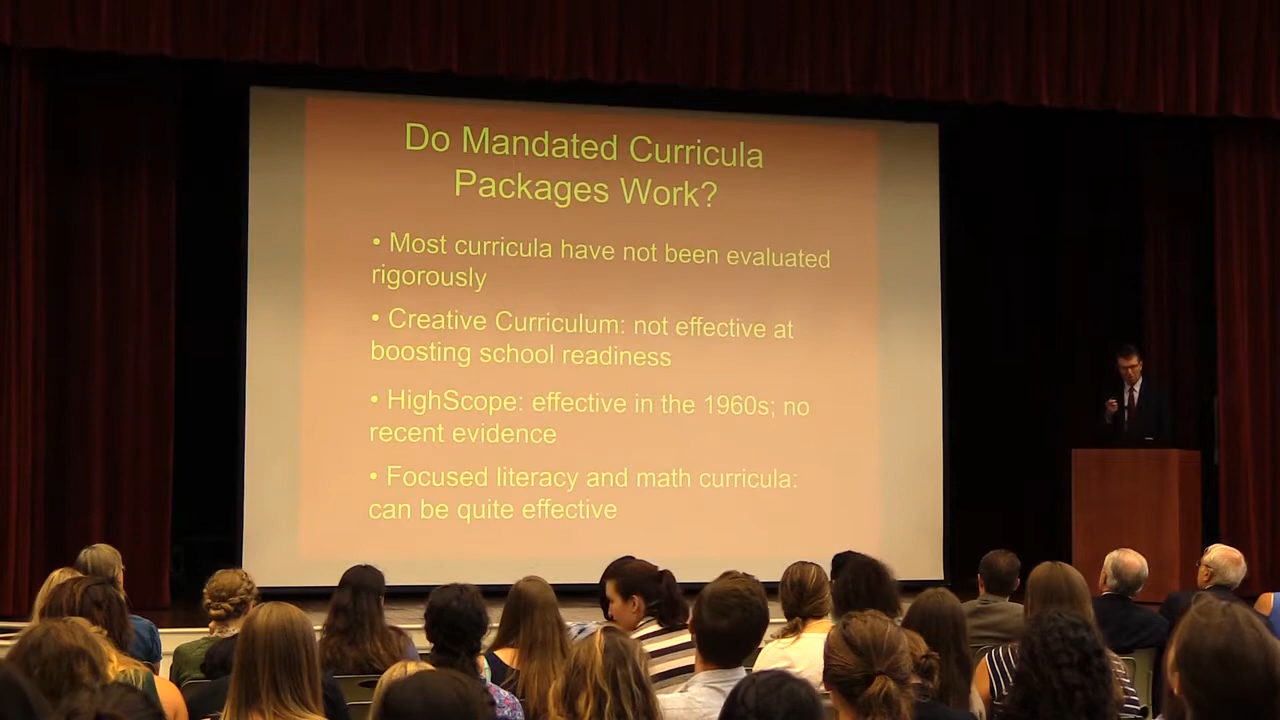 Do Mandated Curricula
Packages Work?
• Most curricula have not been evaluated
rigorously
• Creative Curriculum: not effective at
boosting school readiness
• HighScope: effective in the 1960s; no
recent evidence
• Focused literacy and math curricula:
can be quite effective